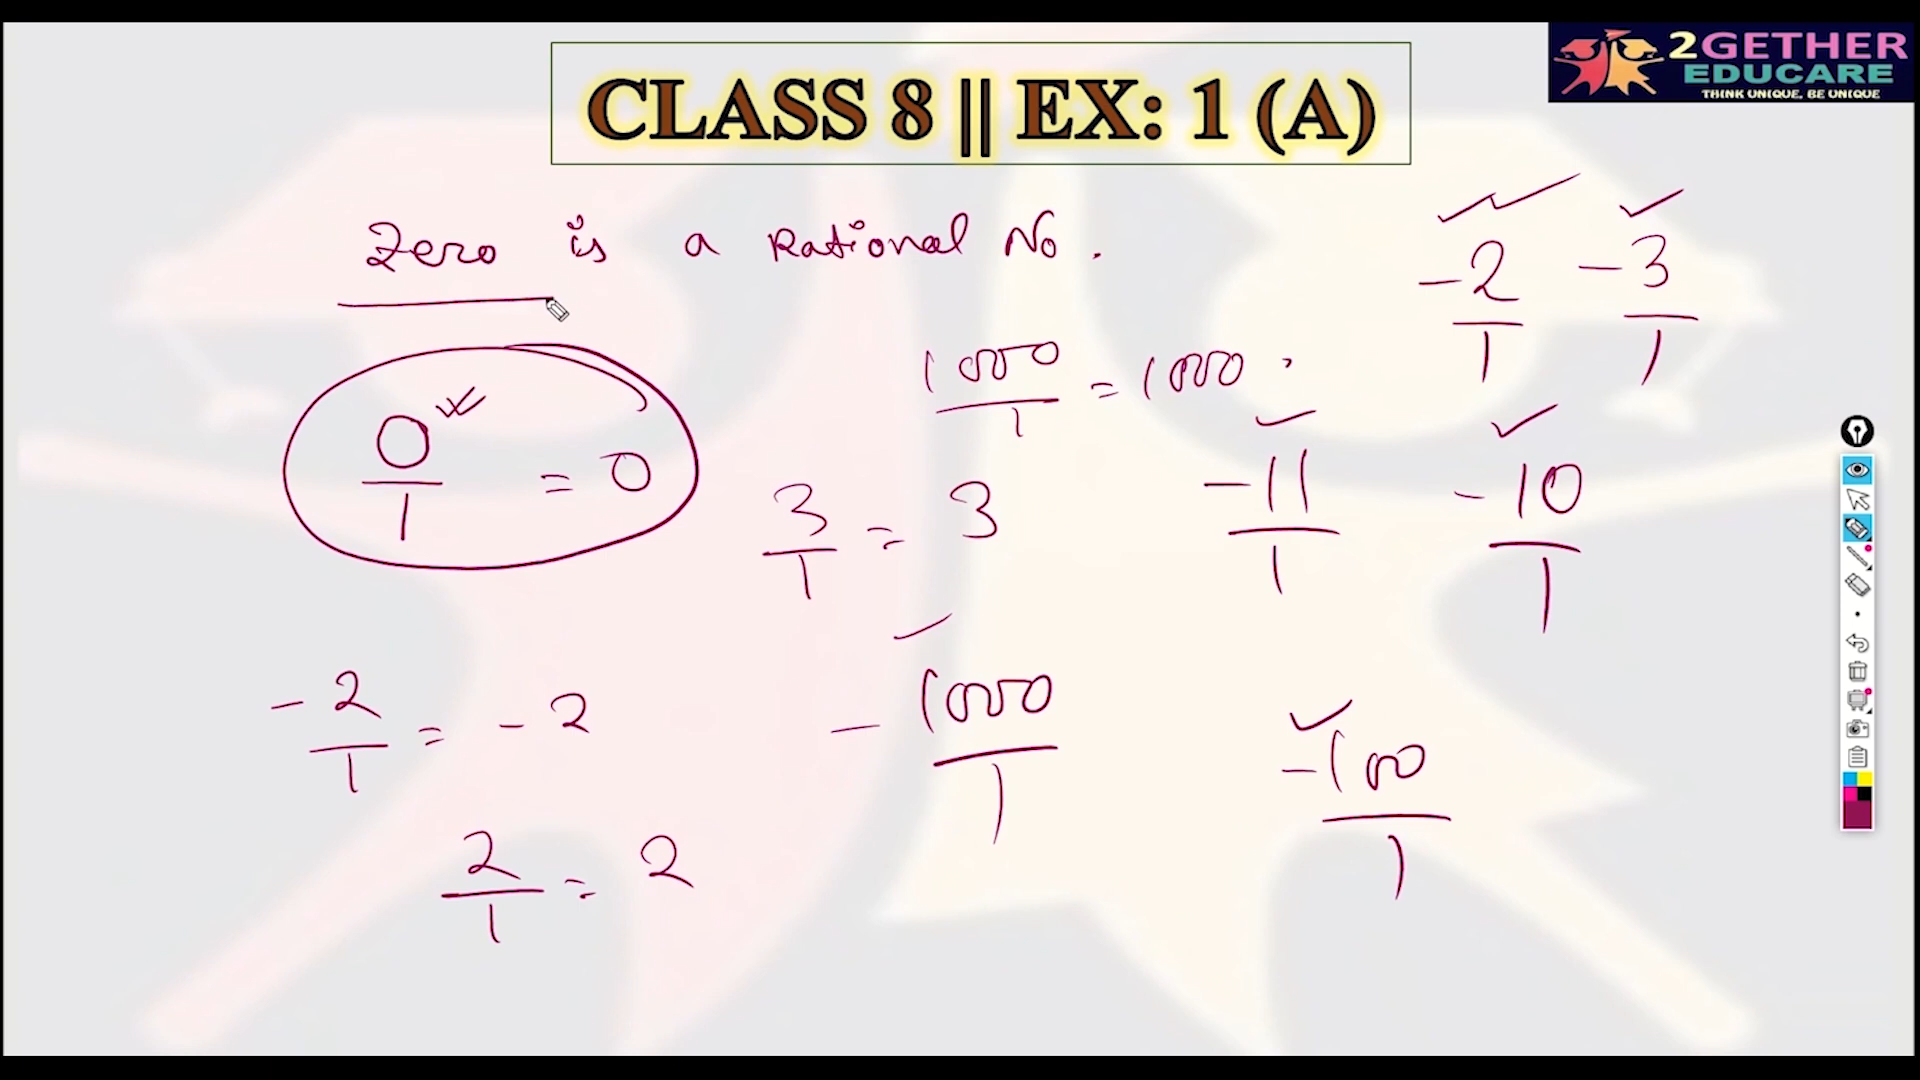 2GETHER
EDUCARE
THINK UNIQUE, BE UNIQUE
CLASS 8 || EX: 1 (A)
Zero is a Rational No.
0/1 = 0
1000/1 = 1000
-2/1 -3/1
3/1 = 3
-11/1 -10/1
-2/1 = -2
-1000/1
-100/1
2/1 = 2